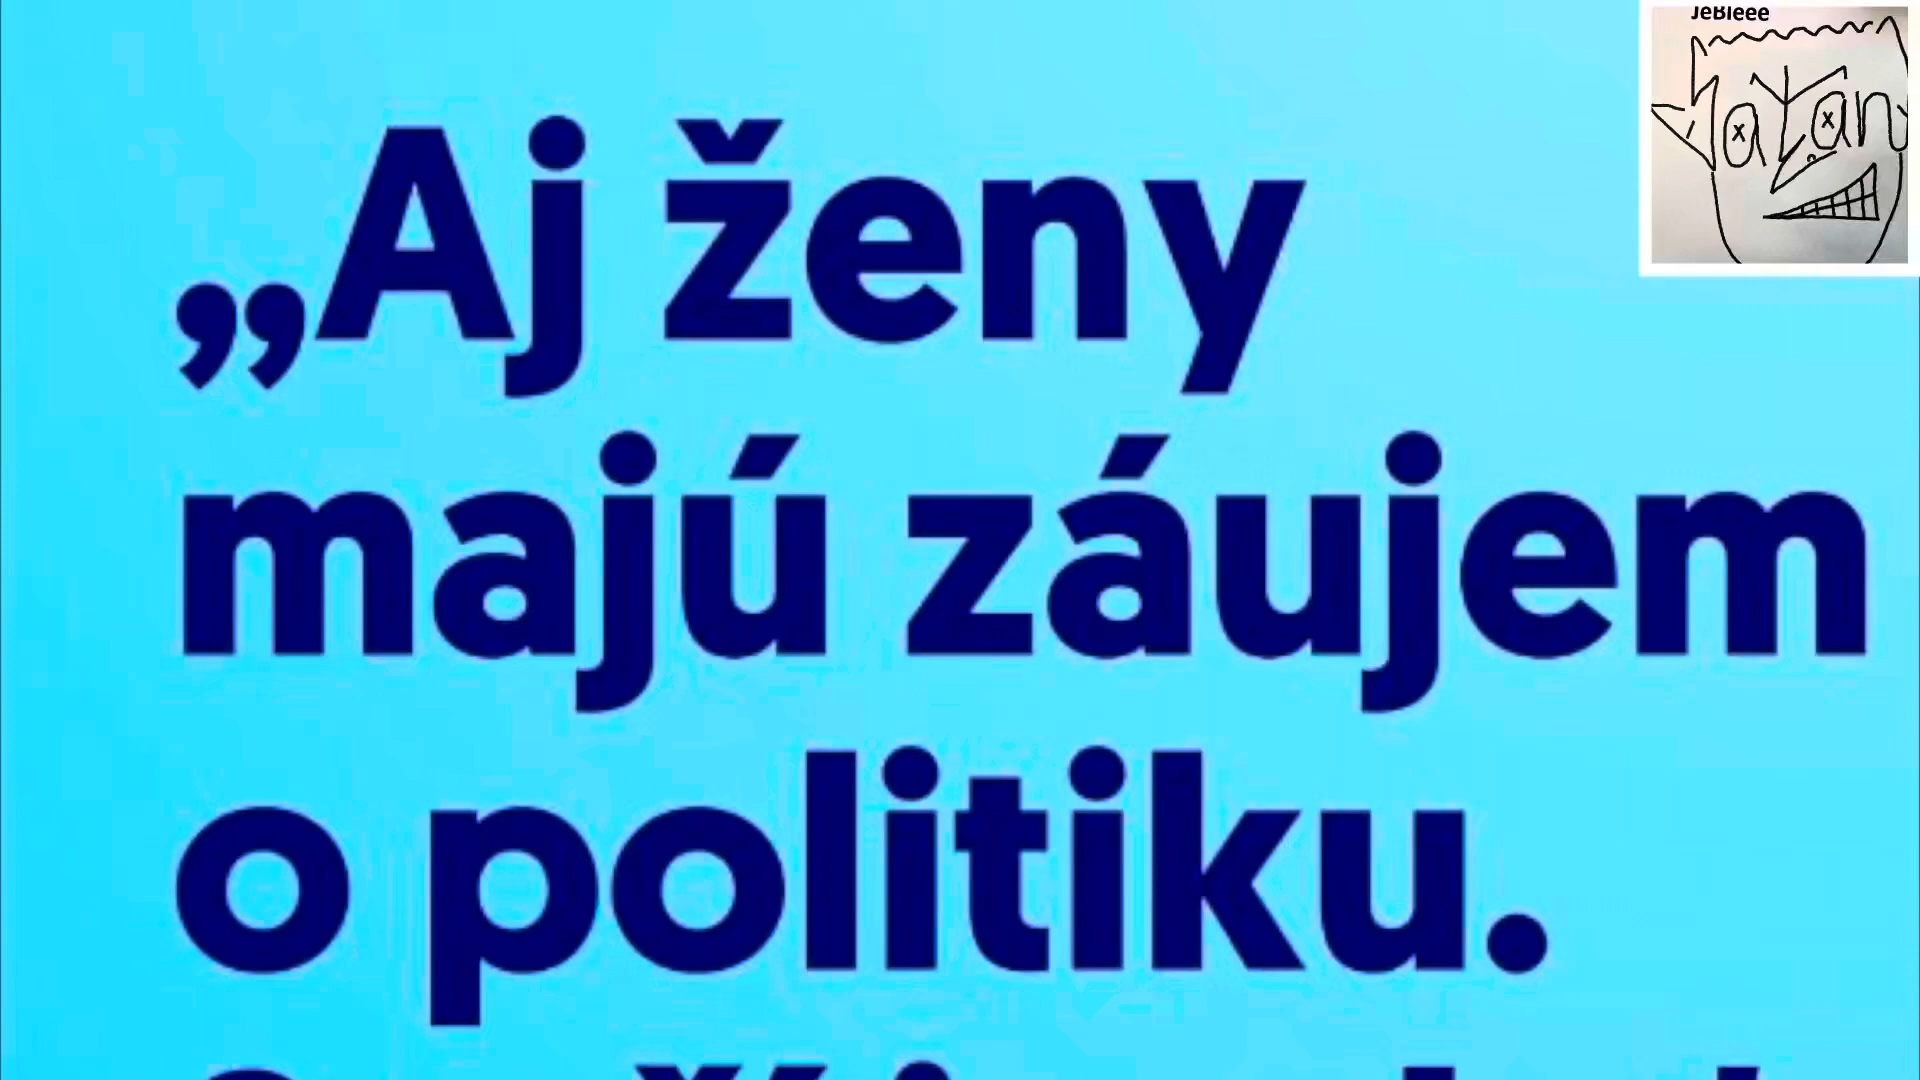 JeBleee
„Aj ženy
majú záujem
o politiku.